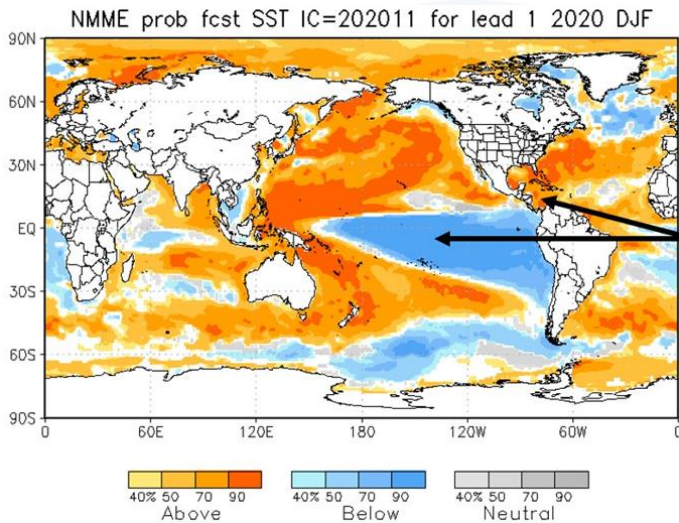 NMME prob fcst SST IC=202011 for lead 1 2020 DJF
90N
60N
30N
EQ
30S
60S
90S
0 60E 120E 180 120W 60W 0
40% 50 70 90 40% 50 70 90 40% 50 70 90
Above Below Neutral